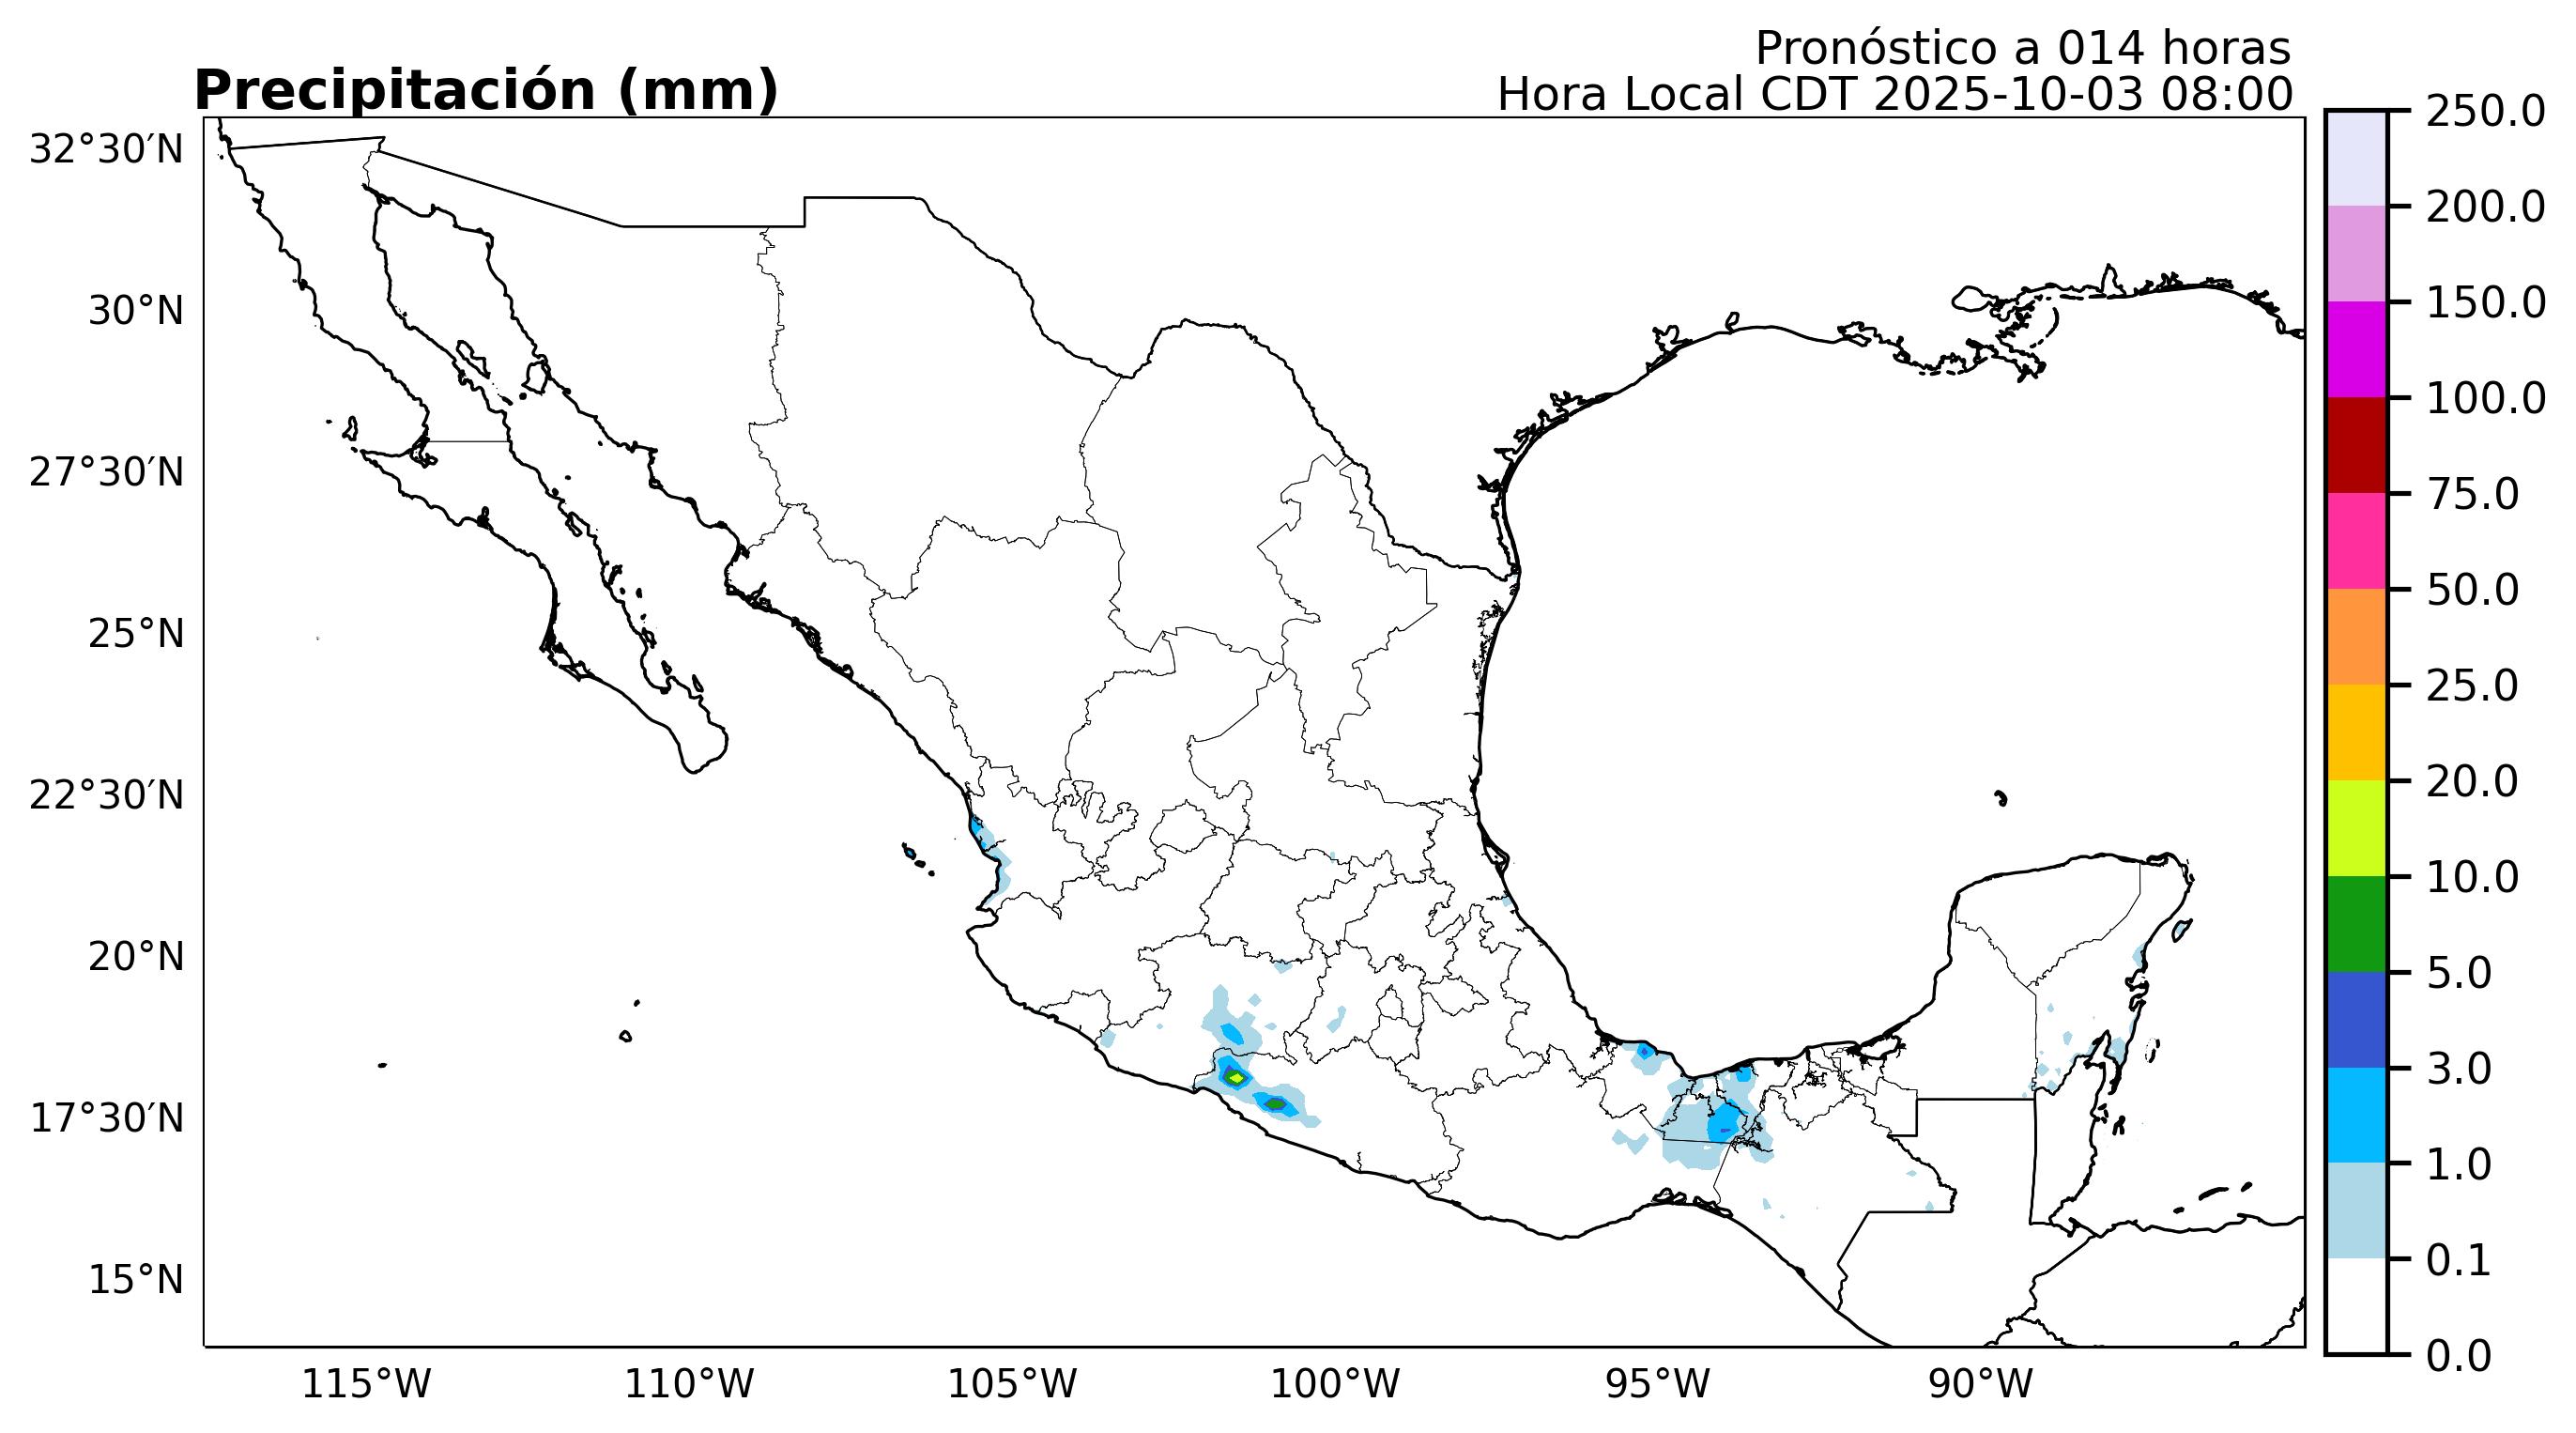 Pronóstico a 014 horas
Precipitación (mm)
Hora Local CDT 2025-10-03 08:00
32°30′N
30°N
27°30′N
25°N
22°30′N
20°N
17°30′N
15°N
115°W
110°W
105°W
100°W
95°W
90°W
250.0
200.0
150.0
100.0
75.0
50.0
25.0
20.0
10.0
5.0
3.0
1.0
0.1
0.0